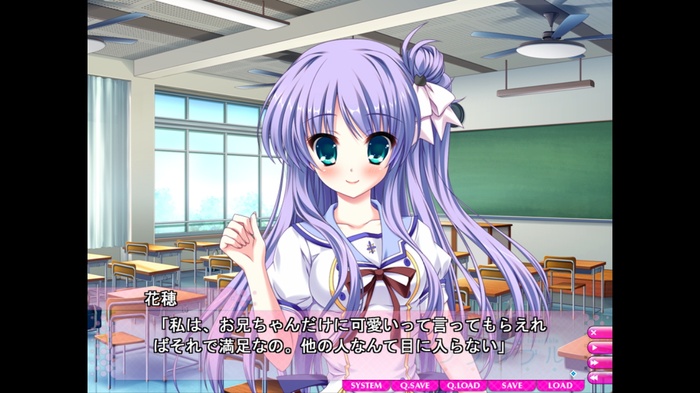 花穂
「私は、お兄ちゃんだけに可愛いって言ってもらえれ
ばそれで満足なの。他の人なんて目に入らない」
SYSTEM Q.SAVE Q.LOAD SAVE LOAD